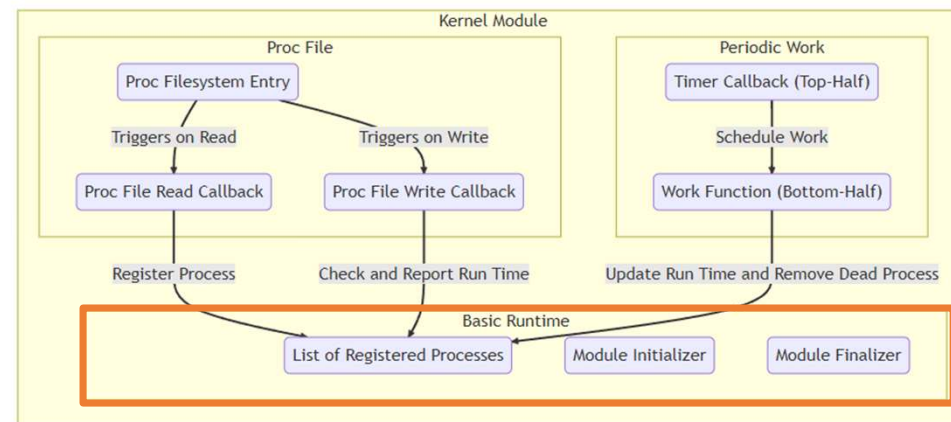 Kernel Module
Proc File
Periodic Work
Proc Filesystem Entry
Timer Callback (Top-Half)
Triggers on Read
Triggers on Write
Schedule Work
Proc File Read Callback
Proc File Write Callback
Work Function (Bottom-Half)
Register Process
Check and Report Run Time
Update Run Time and Remove Dead Process
Basic Runtime
List of Registered Processes
Module Initializer
Module Finalizer